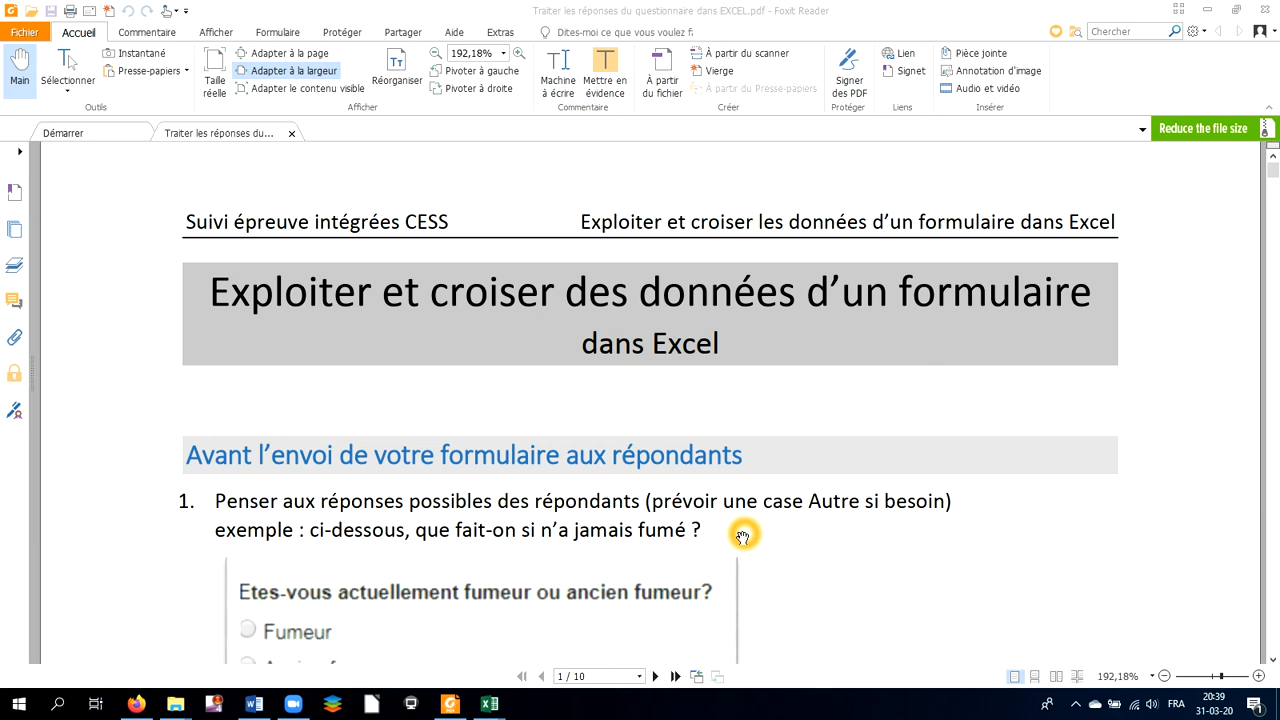 Traiter les réponses du questionnaire dans EXCEL.pdf - Foxit Reader
Fichier Accueil Commentaire Afficher Formulaire Protéger Partager Aide Extras Dites-moi ce que vous voulez f. Chercher
Main
Sélectionner
Instantané
Presse-papiers
Outils
Taille réelle
Adapter à la page
Adapter à la largeur
Adapter le contenu visible
Réorganiser
192,18%
Pivoter à gauche
Pivoter à droite
Afficher
Machine à écrire
Mettre en évidence
Commentaire
À partir du fichier
À partir du scanner
Vierge
À partir du Presse-papiers
Créer
Signer des PDF
Protéger
Lien
Signet
Liens
Pièce jointe
Annotation d'image
Audio et vidéo
Insérer
Démarrer Traiter les réponses du... Reduce the file size
Suivi épreuve intégrées CESS Exploiter et croiser les données d’un formulaire dans Excel
Exploiter et croiser des données d’un formulaire
dans Excel
Avant l’envoi de votre formulaire aux répondants
1. Penser aux réponses possibles des répondants (prévoir une case Autre si besoin)
exemple : ci-dessous, que fait-on si n’a jamais fumé ?
Etes-vous actuellement fumeur ou ancien fumeur?
Fumeur
1 / 10 192,18%
FRA
20:39
31-03-20